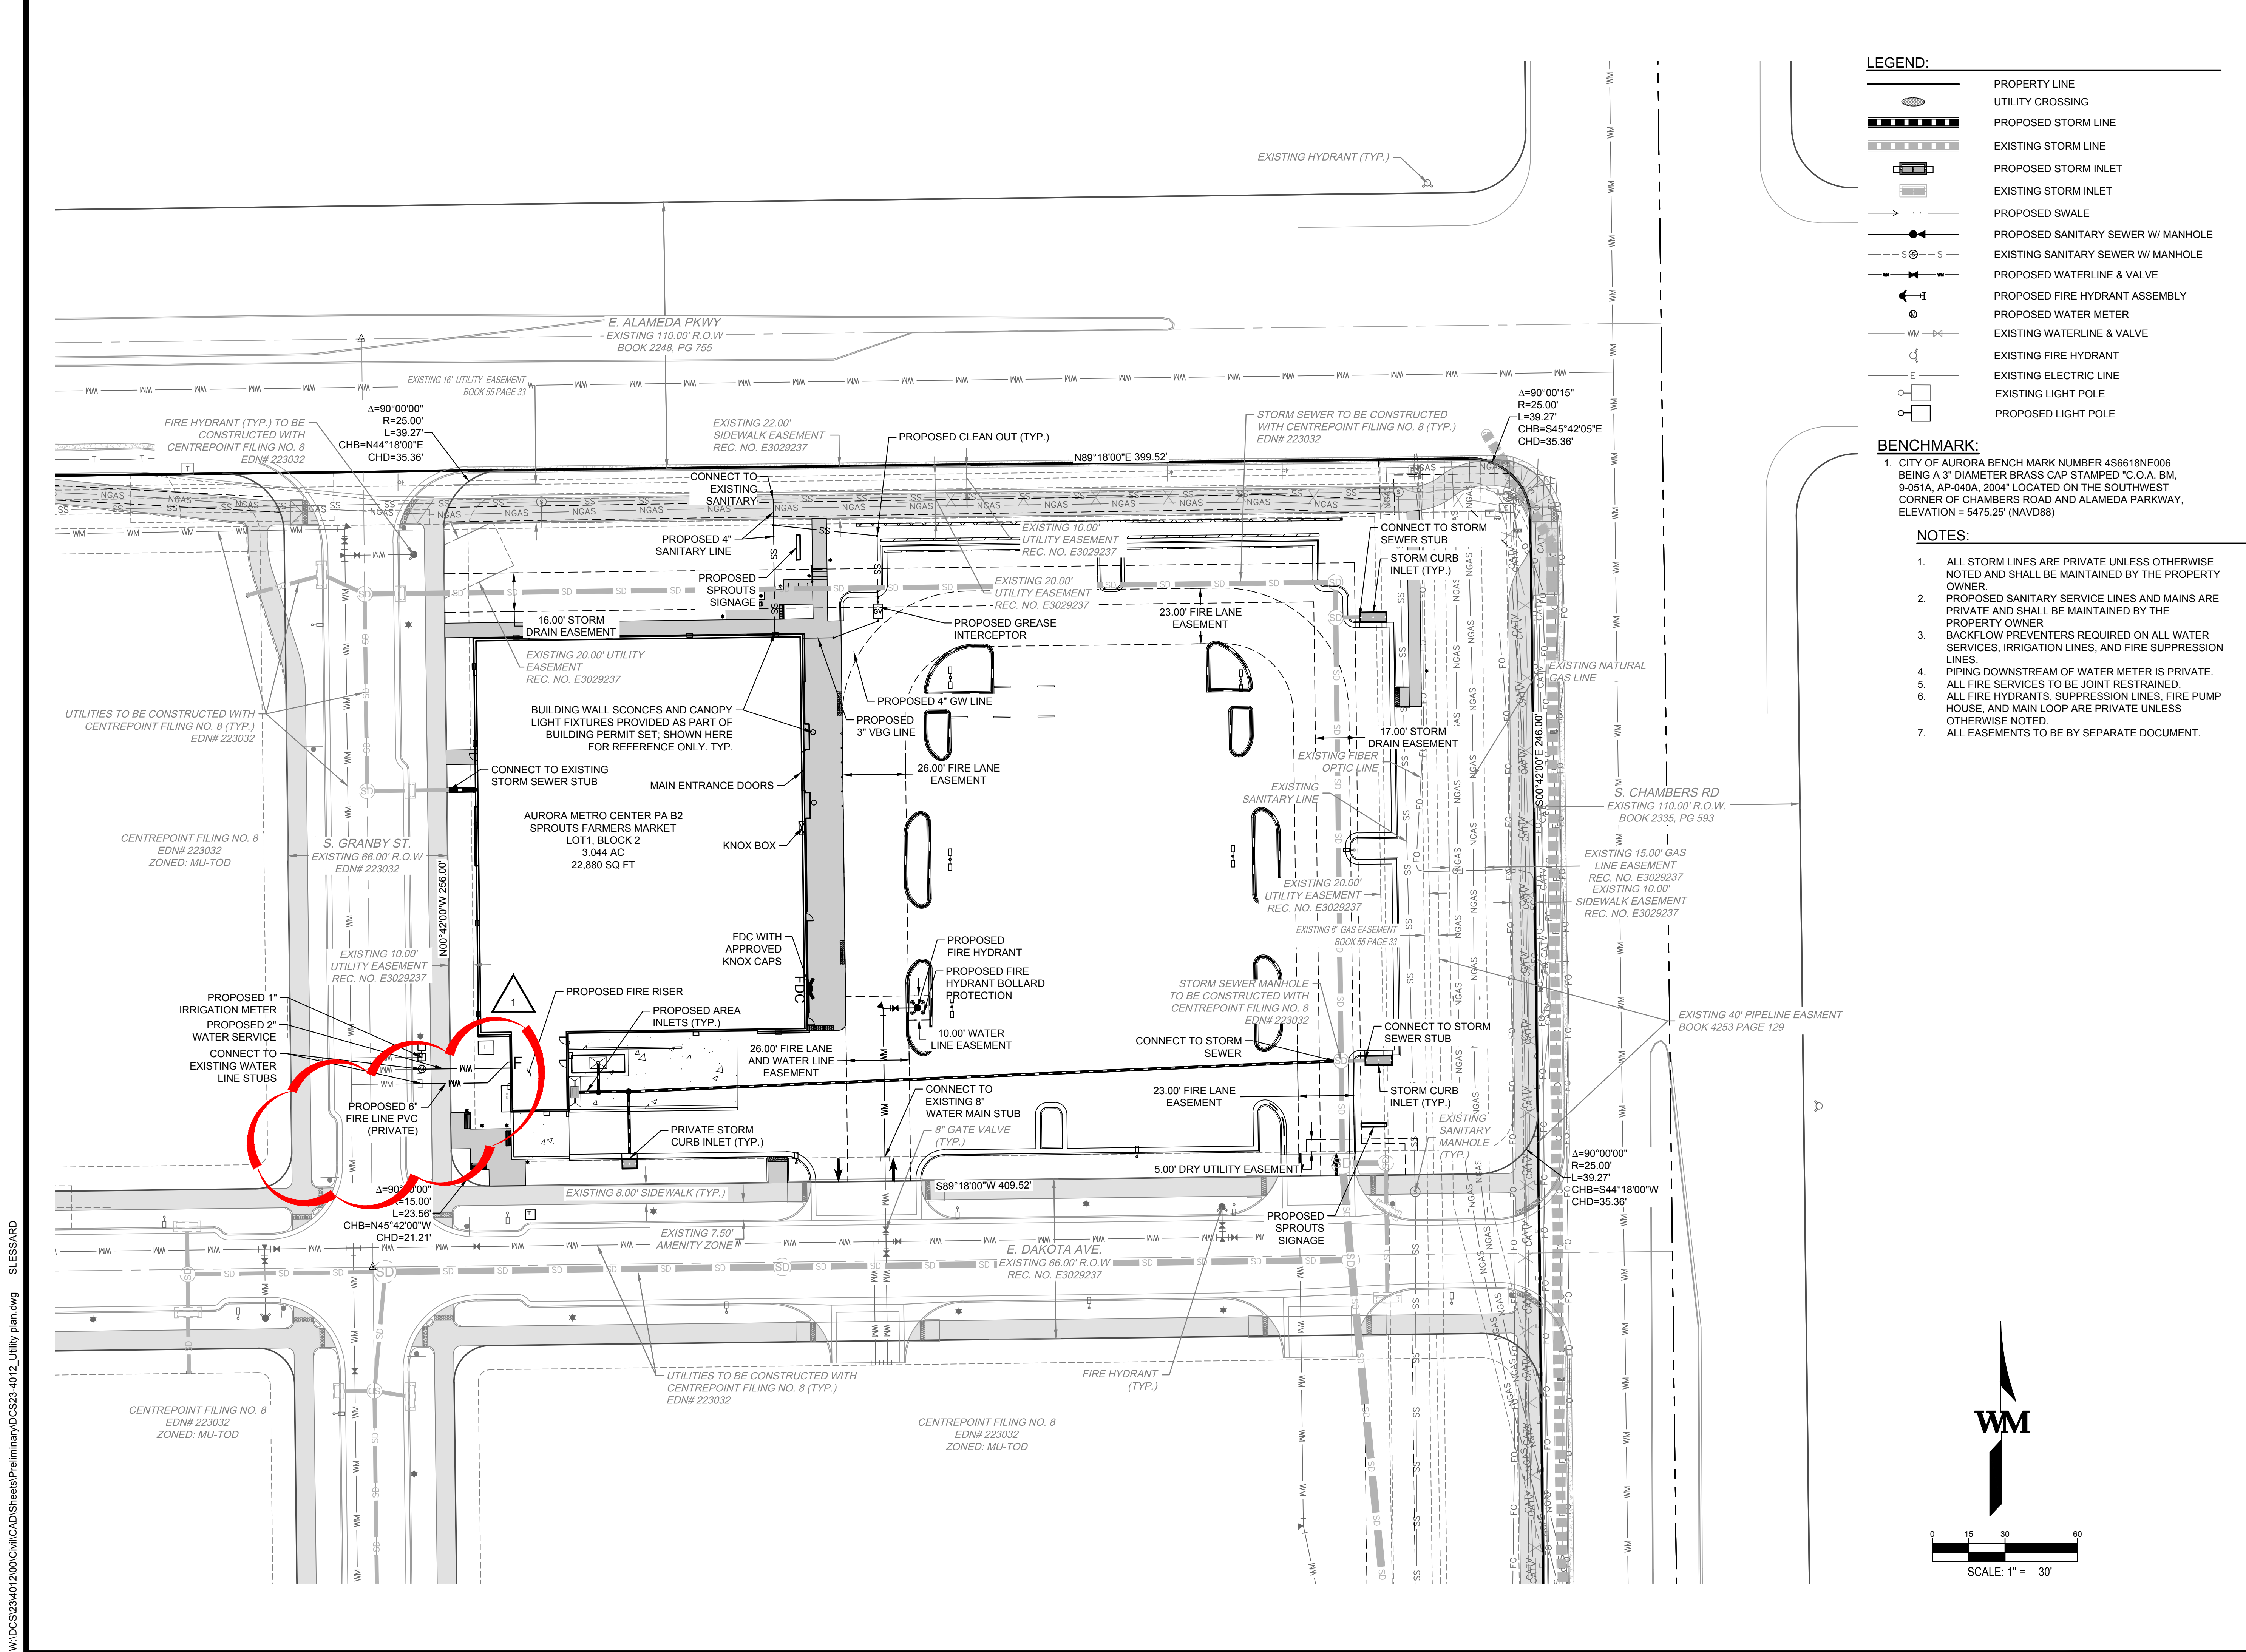 EXISTING HYDRANT (TYP.)
E. ALAMEDA PKWY
EXISTING 110.00' R.O.W
BOOK 2248, PG 755
EXISTING 16' UTILITY EASEMENT
BOOK 55 PAGE 33
Δ=90°00'00"
R=25.00'
L=39.27'
CHB=N44°18'00"E
CHD=35.36'
FIRE HYDRANT (TYP.) TO BE
CONSTRUCTED WITH
CENTREPOINT FILING NO. 8
EDN# 223032
EXISTING 22.00'
SIDEWALK EASEMENT
REC. NO. E3029237
PROPOSED CLEAN OUT (TYP.)
STORM SEWER TO BE CONSTRUCTED
WITH CENTREPOINT FILING NO. 8 (TYP.)
EDN# 223032
Δ=90°00'15"
R=25.00'
L=39.27'
CHB=S45°42'05"E
CHD=35.36'
N89°18'00"E 399.52'
CONNECT TO
EXISTING
SANITARY
PROPOSED 4"
SANITARY LINE
PROPOSED
SPROUTS
SIGNAGE
EXISTING 10.00'
UTILITY EASEMENT
REC. NO. E3029237
EXISTING 20.00'
UTILITY EASEMENT
REC. NO. E3029237
CONNECT TO STORM
SEWER STUB
STORM CURB
INLET (TYP.)
23.00' FIRE LANE
EASEMENT
16.00' STORM
DRAIN EASEMENT
PROPOSED GREASE
INTERCEPTOR
EXISTING 20.00' UTILITY
EASEMENT
REC. NO. E3029237
EXISTING NATURAL
GAS LINE
PROPOSED 4" GW LINE
PROPOSED
3" VBG LINE
BUILDING WALL SCONCES AND CANOPY
LIGHT FIXTURES PROVIDED AS PART OF
BUILDING PERMIT SET; SHOWN HERE
FOR REFERENCE ONLY. TYP.
UTILITIES TO BE CONSTRUCTED WITH
CENTREPOINT FILING NO. 8 (TYP.)
EDN# 223032
17.00' STORM
DRAIN EASEMENT
EXISTING FIBER
OPTIC LINE
EXISTING
SANITARY LINE
CONNECT TO EXISTING
STORM SEWER STUB
MAIN ENTRANCE DOORS
26.00' FIRE LANE
EASEMENT
S00°42'00"E 246.00'
S. CHAMBERS RD
EXISTING 110.00' R.O.W.
BOOK 2335, PG 593
AURORA METRO CENTER PA B2
SPROUTS FARMERS MARKET
LOT1, BLOCK 2
3.044 AC
22,880 SQ FT
KNOX BOX
CENTREPOINT FILING NO. 8
EDN# 223032
ZONED: MU-TOD
S. GRANBY ST.
EXISTING 66.00' R.O.W
EDN# 223032
N00°42'00"W 256.00'
EXISTING 15.00' GAS
LINE EASEMENT
REC. NO. E3029237
EXISTING 10.00'
SIDEWALK EASEMENT
REC. NO. E3029237
EXISTING 20.00'
UTILITY EASEMENT
REC. NO. E3029237
EXISTING 6' GAS EASEMENT
BOOK 55 PAGE 33
FDC WITH
APPROVED
KNOX CAPS
FDC
PROPOSED
FIRE HYDRANT
PROPOSED FIRE
HYDRANT BOLLARD
PROTECTION
10.00' WATER
LINE EASEMENT
EXISTING 10.00'
UTILITY EASEMENT
REC. NO. E3029237
1
PROPOSED FIRE RISER
PROPOSED AREA
INLETS (TYP.)
PROPOSED 1"
IRRIGATION METER
PROPOSED 2"
WATER SERVICE
CONNECT TO
EXISTING WATER
LINE STUBS
PROPOSED 6"
FIRE LINE PVC
(PRIVATE)
26.00' FIRE LANE
AND WATER LINE
EASEMENT
STORM SEWER MANHOLE
TO BE CONSTRUCTED WITH
CENTREPOINT FILING NO. 8
EDN# 223032
CONNECT TO STORM
SEWER
CONNECT TO STORM
SEWER STUB
EXISTING 40' PIPELINE EASMENT
BOOK 4253 PAGE 129
CONNECT TO
EXISTING 8"
WATER MAIN STUB
8" GATE VALVE
(TYP.)
23.00' FIRE LANE
EASEMENT
STORM CURB
INLET (TYP.)
EXISTING
SANITARY
MANHOLE
(TYP.)
PRIVATE STORM
CURB INLET (TYP.)
5.00' DRY UTILITY EASEMENT
Δ=90°00'00"
R=25.00'
L=39.27'
CHB=S44°18'00"W
CHD=35.36'
R=15.00'
L=23.56'
CHB=N45°42'00"W
CHD=21.21'
EXISTING 8.00' SIDEWALK (TYP.)
S89°18'00"W 409.52'
EXISTING 7.50'
AMENITY ZONE
PROPOSED
SPROUTS
SIGNAGE
E. DAKOTA AVE.
EXISTING 66.00' R.O.W
REC. NO. E3029237
UTILITIES TO BE CONSTRUCTED WITH
CENTREPOINT FILING NO. 8 (TYP.)
EDN# 223032
FIRE HYDRANT
(TYP.)
CENTREPOINT FILING NO. 8
EDN# 223032
ZONED: MU-TOD
CENTREPOINT FILING NO. 8
EDN# 223032
ZONED: MU-TOD
LEGEND:
PROPERTY LINE
UTILITY CROSSING
PROPOSED STORM LINE
EXISTING STORM LINE
PROPOSED STORM INLET
EXISTING STORM INLET
PROPOSED SWALE
PROPOSED SANITARY SEWER W/ MANHOLE
EXISTING SANITARY SEWER W/ MANHOLE
PROPOSED WATERLINE & VALVE
PROPOSED FIRE HYDRANT ASSEMBLY
PROPOSED WATER METER
EXISTING WATERLINE & VALVE
EXISTING FIRE HYDRANT
EXISTING ELECTRIC LINE
EXISTING LIGHT POLE
PROPOSED LIGHT POLE
BENCHMARK:
1. CITY OF AURORA BENCH MARK NUMBER 4S6618NE006
BEING A 3" DIAMETER BRASS CAP STAMPED "C.O.A. BM,
9-051A, AP-040A, 2004" LOCATED ON THE SOUTHWEST
CORNER OF CHAMBERS ROAD AND ALAMEDA PARKWAY,
ELEVATION = 5475.25' (NAVD88)
NOTES:
1. ALL STORM LINES ARE PRIVATE UNLESS OTHERWISE
NOTED AND SHALL BE MAINTAINED BY THE PROPERTY
OWNER.
2. PROPOSED SANITARY SERVICE LINES AND MAINS ARE
PRIVATE AND SHALL BE MAINTAINED BY THE
PROPERTY OWNER
3. BACKFLOW PREVENTERS REQUIRED ON ALL WATER
SERVICES, IRRIGATION LINES, AND FIRE SUPPRESSION
LINES.
4. PIPING DOWNSTREAM OF WATER METER IS PRIVATE.
5. ALL FIRE SERVICES TO BE JOINT RESTRAINED.
6. ALL FIRE HYDRANTS, SUPPRESSION LINES, FIRE PUMP
HOUSE, AND MAIN LOOP ARE PRIVATE UNLESS
OTHERWISE NOTED.
7. ALL EASEMENTS TO BE BY SEPARATE DOCUMENT.
WM
0 15 30 60
SCALE: 1" = 30'
W:\DCS\23\4012\00\Civil\CAD\Sheets\Preliminary\DCS23-4012_Utility plan.dwg SLESSARD